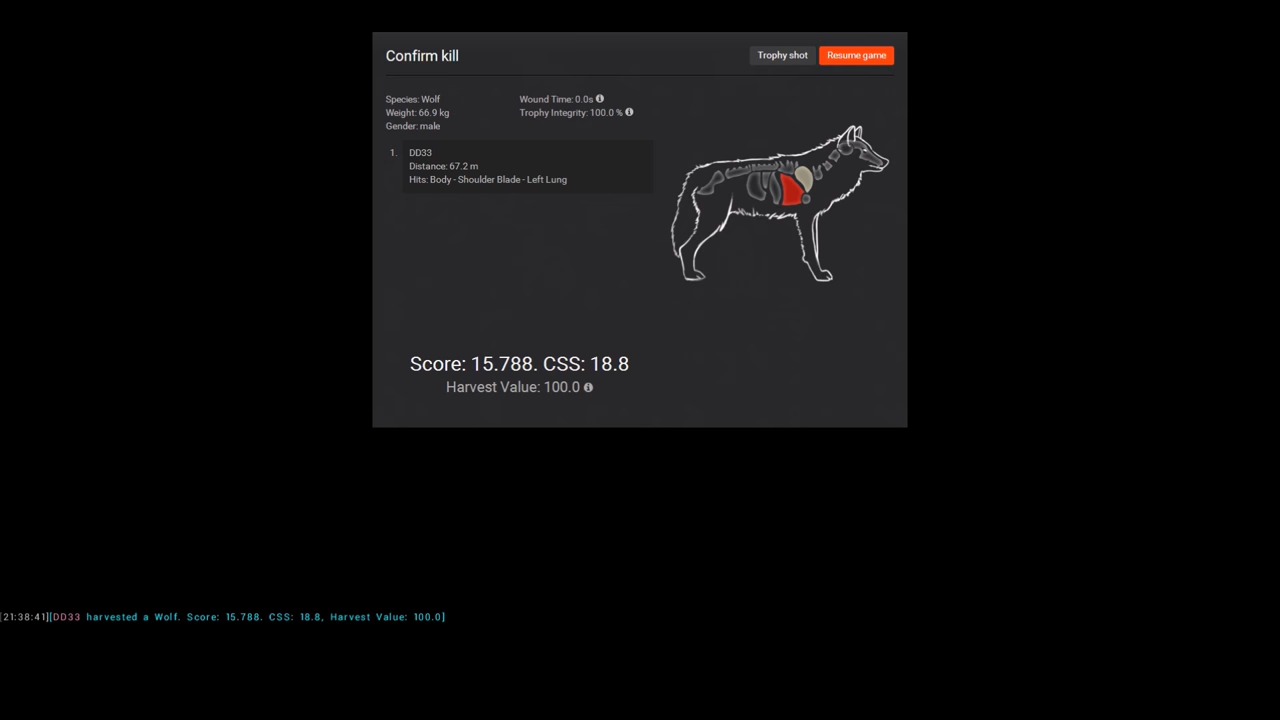 Confirm kill
Trophy shot
Resume game
Species: Wolf
Weight: 66.9 kg
Gender: male
Wound Time: 0.0s
Trophy Integrity: 100.0 %
1. DD33
Distance: 67.2 m
Hits: Body - Shoulder Blade - Left Lung
Score: 15.788. CSS: 18.8
Harvest Value: 100.0
[21:38:41][DD33 harvested a Wolf. Score: 15.788. CSS: 18.8, Harvest Value: 100.0]